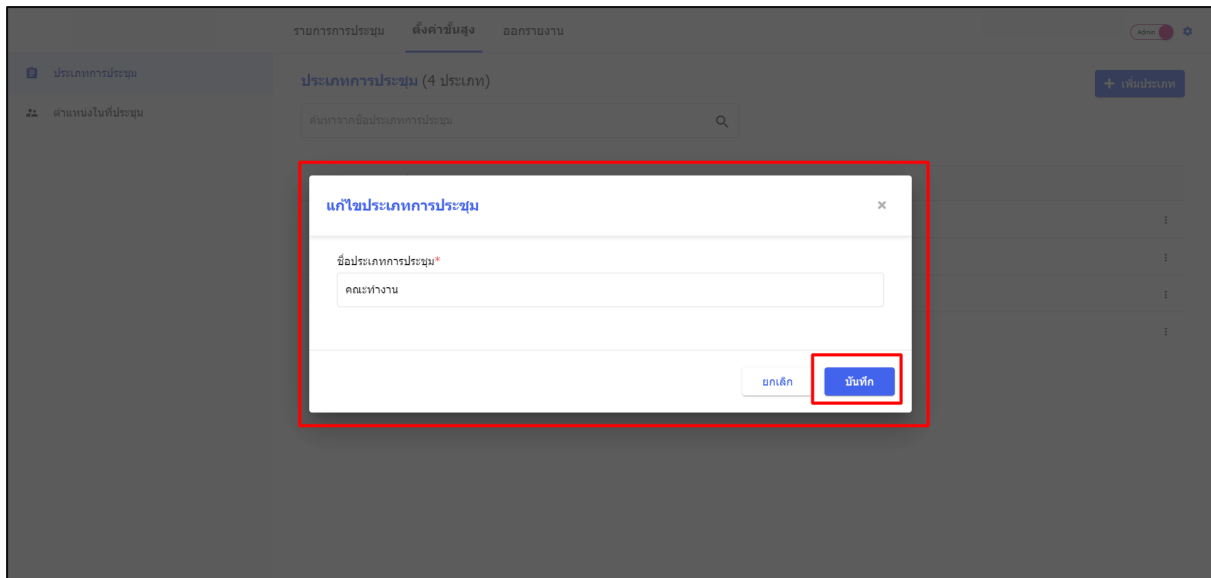 รายการการประชุม ตั้งค่าขั้นสูง ออกรายงาน Admin
ประเภทการประชุม
ตำแหน่งในที่ประชุม
ประเภทการประชุม (4 ประเภท)
+ เพิ่มประเภท
ค้นหาจากชื่อประเภทการประชุม
แก้ไขประเภทการประชุม ×
ชื่อประเภทการประชุม*
คณะทำงาน
ยกเลิก บันทึก